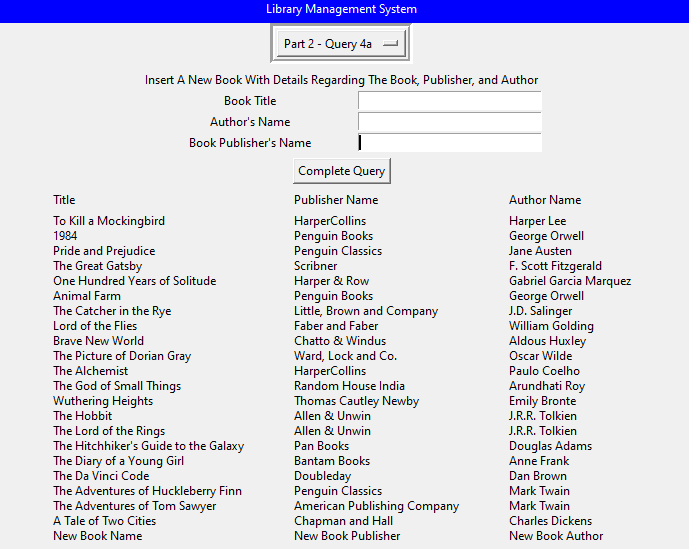 Library Management System
Part 2 - Query 4a
Insert A New Book With Details Regarding The Book, Publisher, and Author
Book Title
Author's Name
Book Publisher's Name
Complete Query
Title Publisher Name Author Name
To Kill a Mockingbird HarperCollins Harper Lee
1984 Penguin Books George Orwell
Pride and Prejudice Penguin Classics Jane Austen
The Great Gatsby Scribner F. Scott Fitzgerald
One Hundred Years of Solitude Harper & Row Gabriel Garcia Marquez
Animal Farm Penguin Books George Orwell
The Catcher in the Rye Little, Brown and Company J.D. Salinger
Lord of the Flies Faber and Faber William Golding
Brave New World Chatto & Windus Aldous Huxley
The Picture of Dorian Gray Ward, Lock and Co. Oscar Wilde
The Alchemist HarperCollins Paulo Coelho
The God of Small Things Random House India Arundhati Roy
Wuthering Heights Thomas Cautley Newby Emily Bronte
The Hobbit Allen & Unwin J.R.R. Tolkien
The Lord of the Rings Allen & Unwin J.R.R. Tolkien
The Hitchhiker's Guide to the Galaxy Pan Books Douglas Adams
The Diary of a Young Girl Bantam Books Anne Frank
The Da Vinci Code Doubleday Dan Brown
The Adventures of Huckleberry Finn Penguin Classics Mark Twain
The Adventures of Tom Sawyer American Publishing Company Mark Twain
A Tale of Two Cities Chapman and Hall Charles Dickens
New Book Name New Book Publisher New Book Author